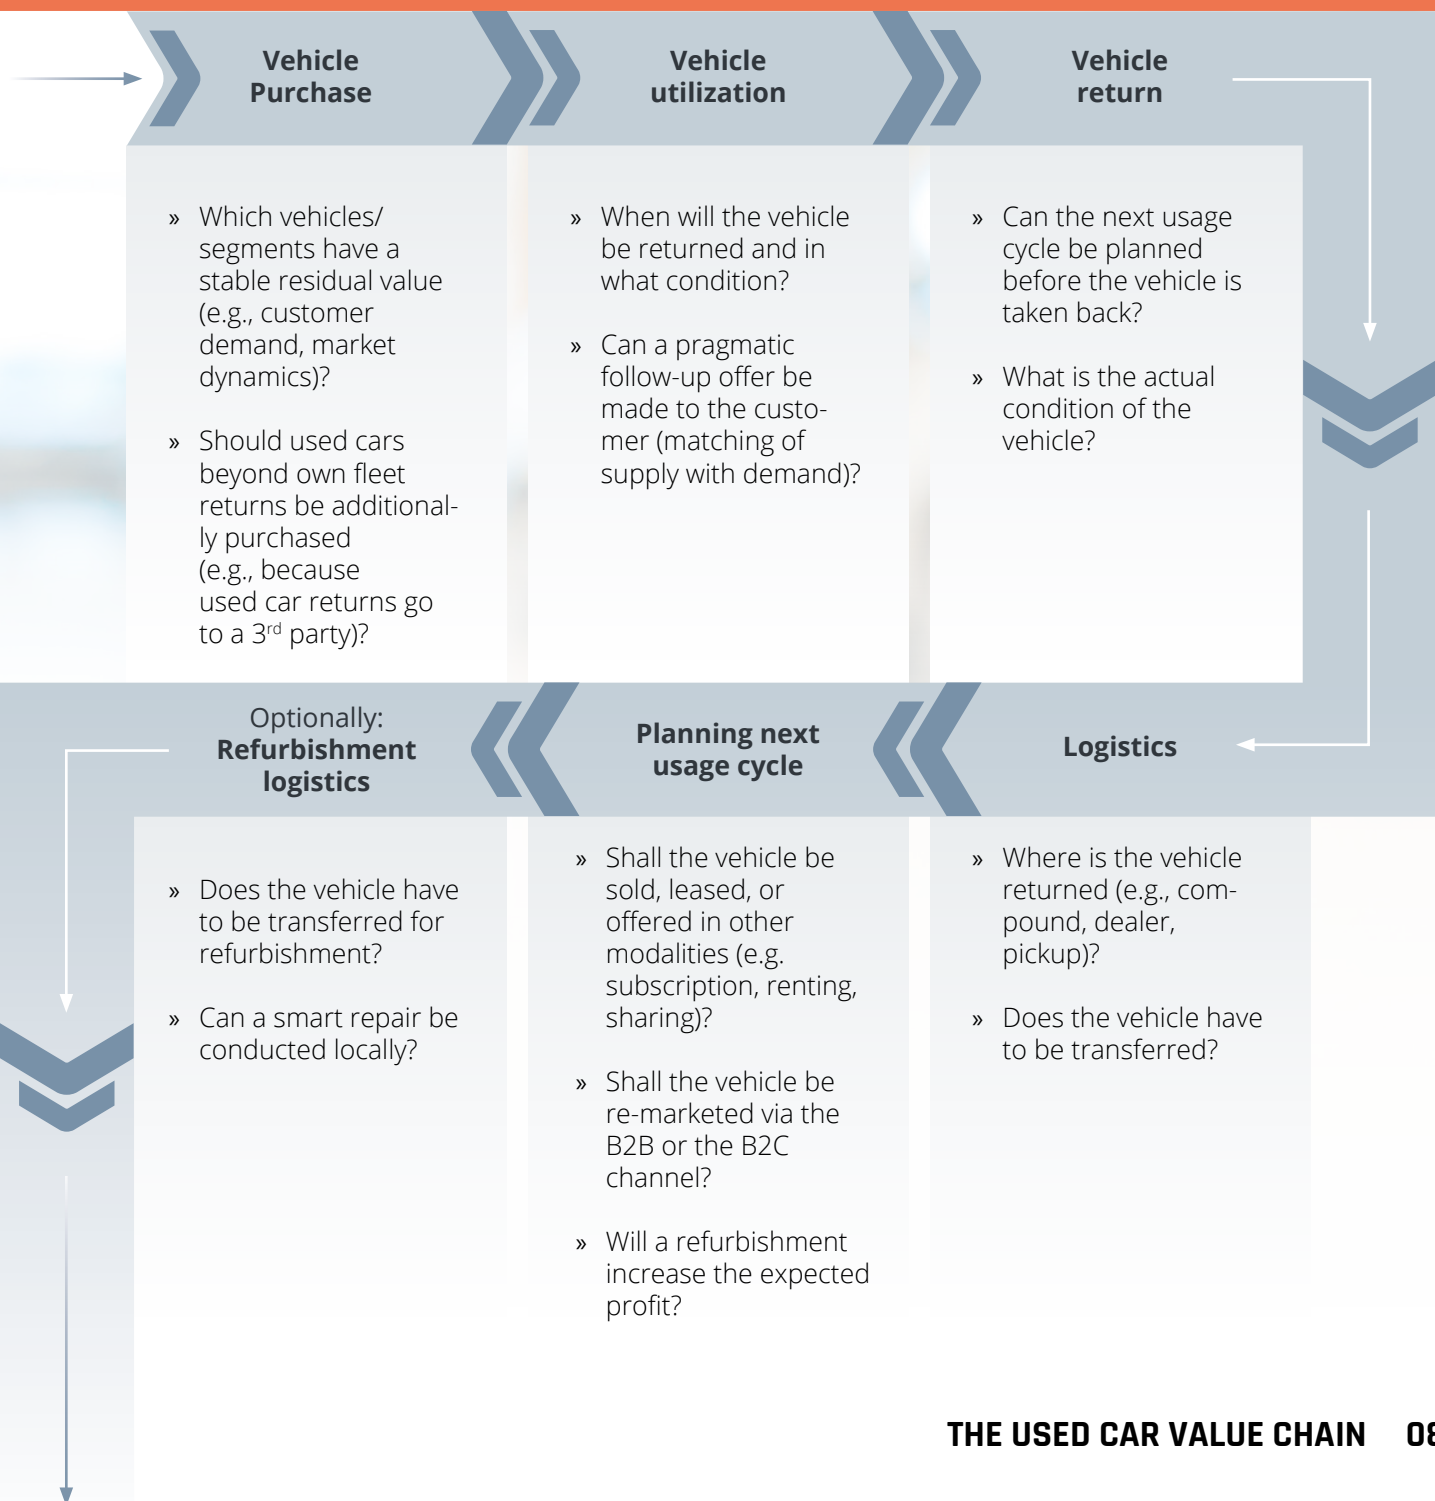 Vehicle
Purchase
Vehicle
utilization
Vehicle
return
» Which vehicles/
segments have a
stable residual value
(e.g., customer
demand, market
dynamics)?
» Should used cars
beyond own fleet
returns be additional-
ly purchased
(e.g., because
used car returns go
to a 3rd party)?
» When will the vehicle
be returned and in
what condition?
» Can a pragmatic
follow-up offer be
made to the custo-
mer (matching of
supply with demand)?
» Can the next usage
cycle be planned
before the vehicle is
taken back?
» What is the actual
condition of the
vehicle?
Logistics
Planning next
usage cycle
Optionally:
Refurbishment
logistics
» Where is the vehicle
returned (e.g., com-
pound, dealer,
pickup)?
» Does the vehicle have
to be transferred?
» Shall the vehicle be
sold, leased, or
offered in other
modalities (e.g.
subscription, renting,
sharing)?
» Shall the vehicle be
re-marketed via the
B2B or the B2C
channel?
» Will a refurbishment
increase the expected
profit?
» Does the vehicle have
to be transferred for
refurbishment?
» Can a smart repair be
conducted locally?
THE USED CAR VALUE CHAIN 08